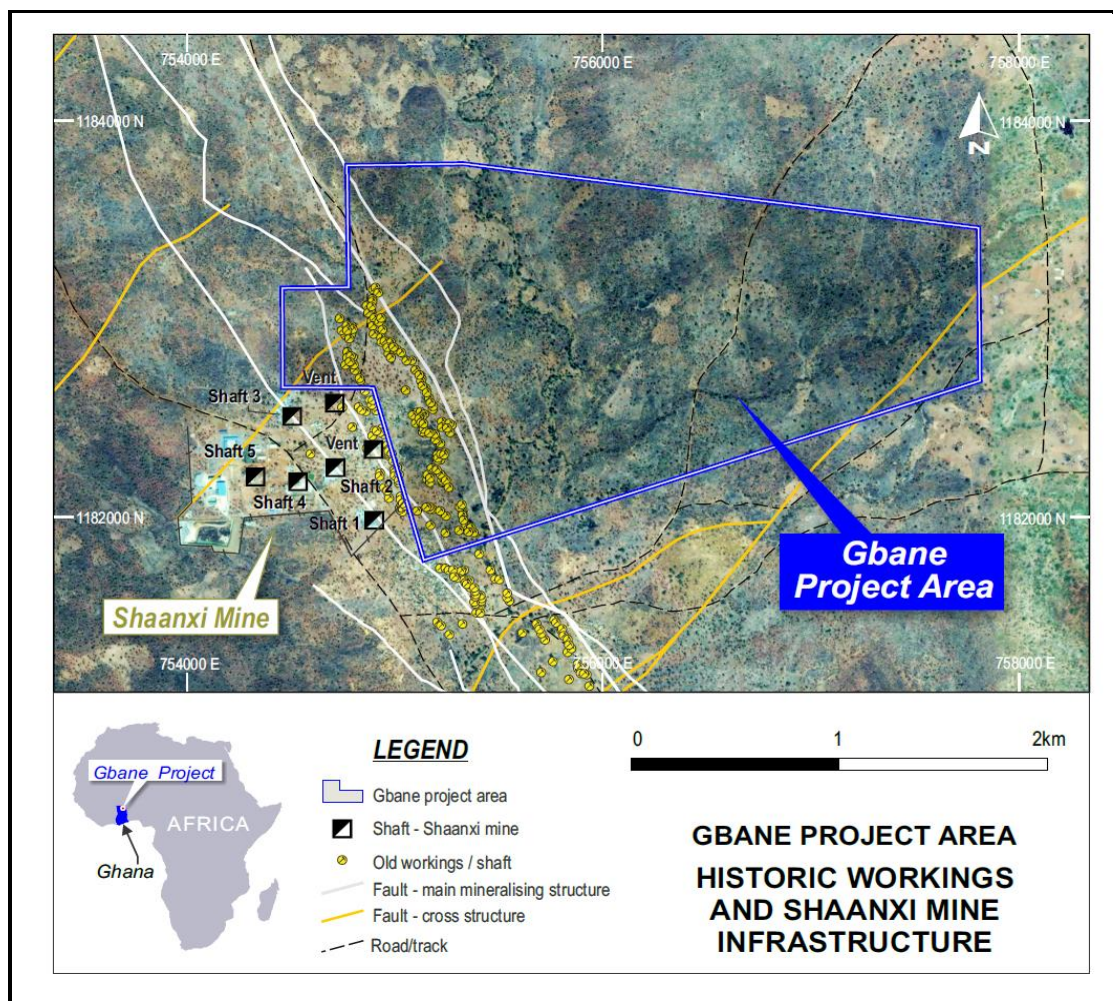 754000 E
756000 E
758000 E
1184000 N
1184000 N
N
Vent
Shaft 3
Shaft 5
Vent
Shaft 2
Shaft 4
Shaft 1
1182000 N
1182000 N
Gbane
Project Area
Shaanxi Mine
754000 E
756000 E
758000 E
LEGEND
Gbane project area
Shaft - Shaanxi mine
Old workings / shaft
Fault - main mineralising structure
Fault - cross structure
Road/track
Gbane Project
AFRICA
Ghana
0 1 2km
GBANE PROJECT AREA
HISTORIC WORKINGS
AND SHAANXI MINE
INFRASTRUCTURE